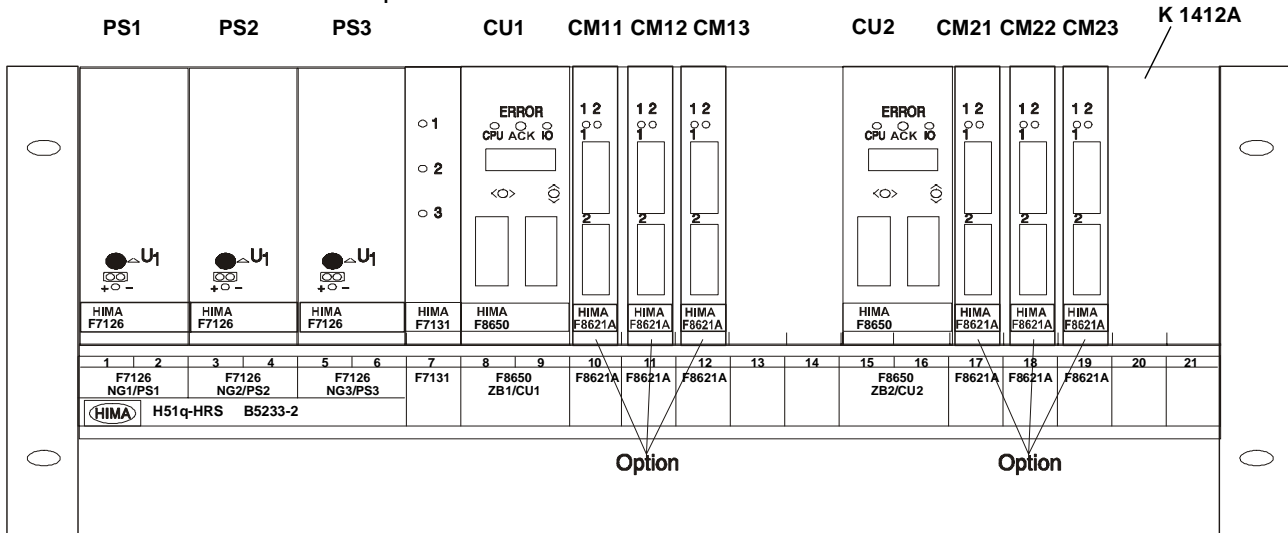 K 1412A
PS1 PS2 PS3 CU1 CM11 CM12 CM13 CU2 CM21 CM22 CM23
ERROR 1 2 1 2 1 2 ERROR 1 2 1 2 1 2
1
CPU ACK IO 1 1 1 CPU ACK IO 1 1 1
2
<O> <O>
3 2 2 2 2 2 2
U1 U1 U1
+ - + - + -
HIMA HIMA HIMA HIMA HIMA HIMA HIMA HIMA HIMA HIMA HIMA HIMA
F7126 F7126 F7126 F7131 F8650 F8621A F8621A F8621A F8650 F8621A F8621A F8621A
1 2 3 4 5 6 7 8 9 10 11 12 13 14 15 16 17 18 19 20 21
F7126 F7126 F7126 F7131 F8650 F8621A F8621A F8621A F8650 F8621A F8621A F8621A
NG1/PS1 NG2/PS2 NG3/PS3 ZB1/CU1 ZB2/CU2
HIMA H51q-HRS B5233-2
Option Option